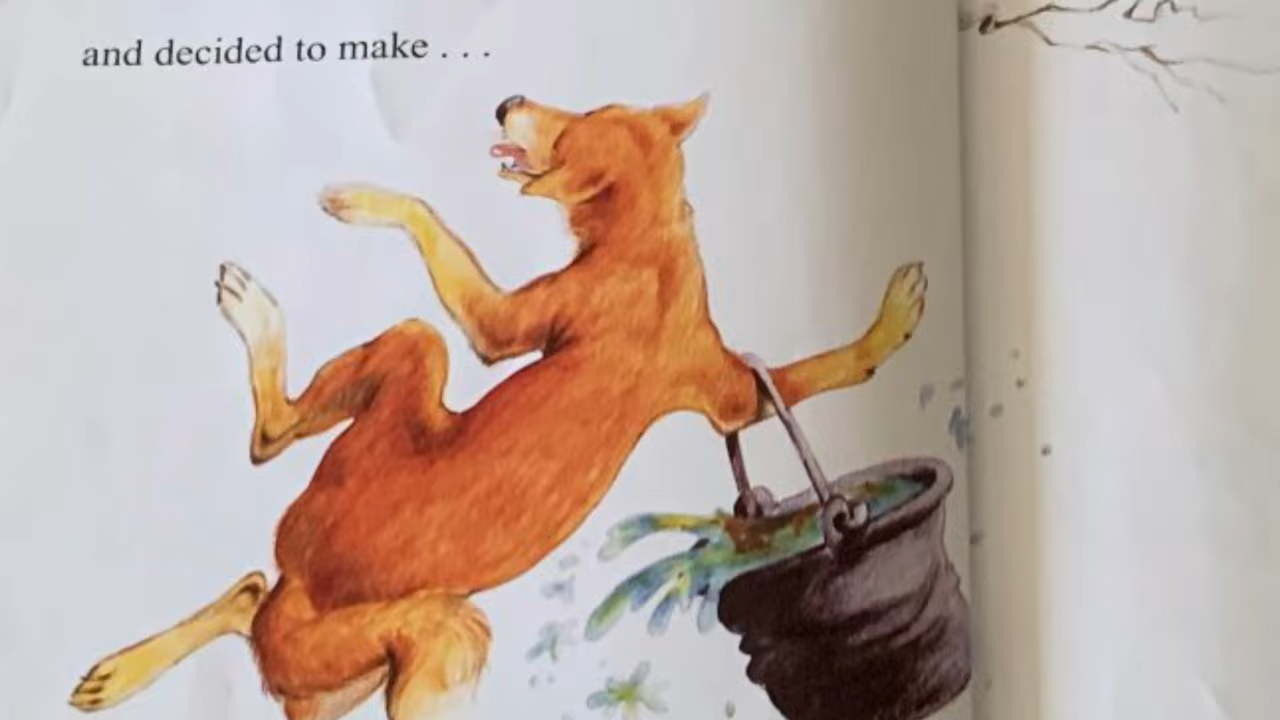 and decided to make . . .